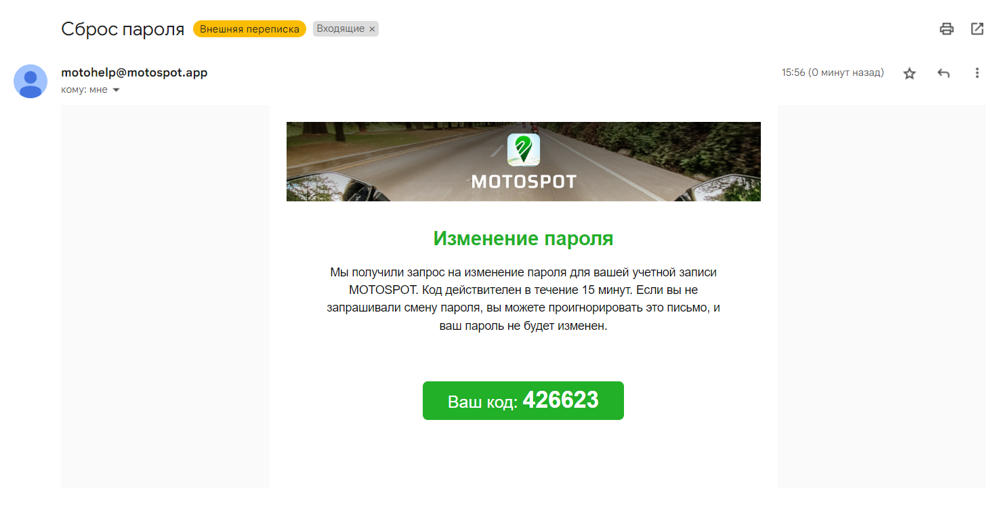 Сброс пароля Внешняя переписка Входящие ×
motohelp@motospot.app 15:56 (0 минут назад)
кому: мне
MOTOSPOT
Изменение пароля
Мы получили запрос на изменение пароля для вашей учетной записи
MOTOSPOT. Код действителен в течение 15 минут. Если вы не
запрашивали смену пароля, вы можете проигнорировать это письмо, и
ваш пароль не будет изменен.
Ваш код: 426623